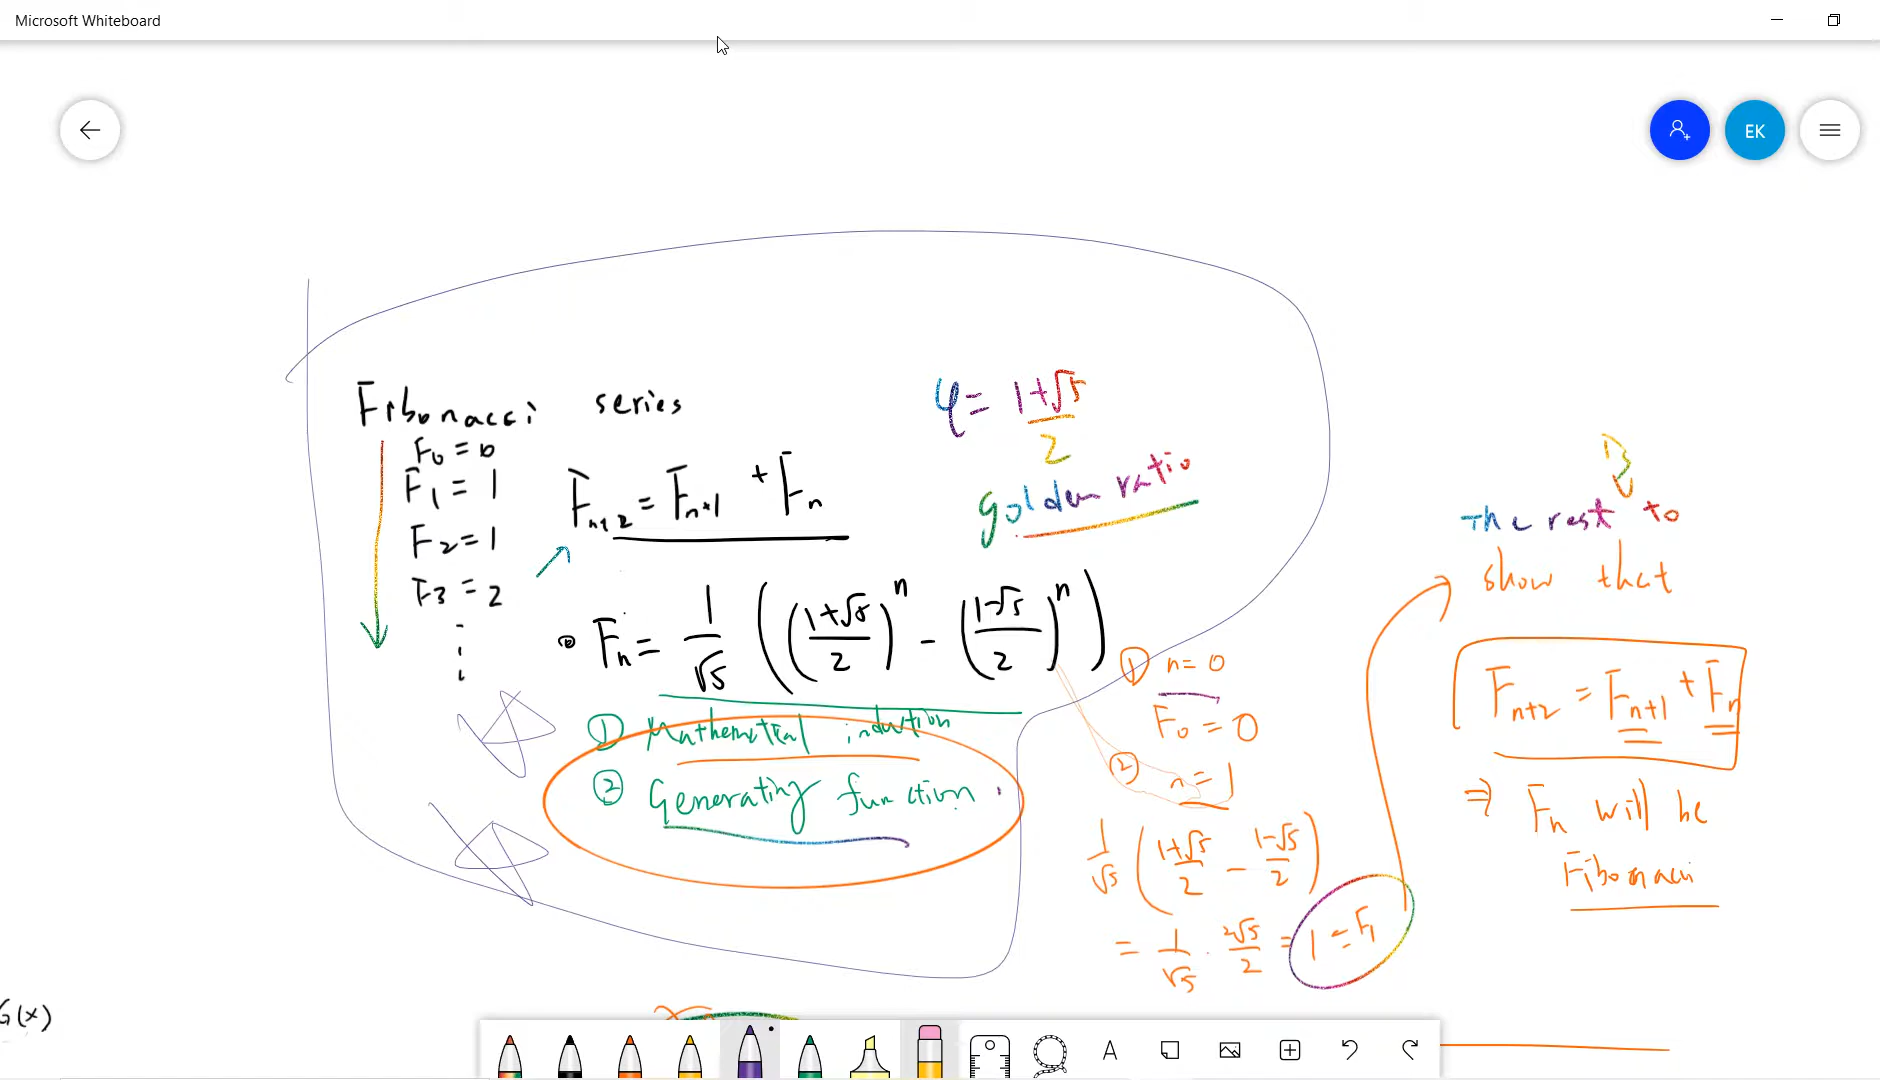 Microsoft Whiteboard
EK
Fibonacci series
F₀ = 0
F₁ = 1
F₂ = 1
F₃ = 2
⋮
Fₙ₊₂ = Fₙ₊₁ + Fₙ
φ = (1+√5)/2
golden ratio
Fₙ = 1/√5 (((1+√5)/2)ⁿ − ((1−√5)/2)ⁿ)
① Mathematical induction
② Generating function
① n = 0
F₀ = 0
② n = 1
1/√5 ((1+√5)/2 − (1−√5)/2)
= 1/√5 · 2√5/2 = 1 = F₁
the rest to
show that
Fₙ₊₂ = Fₙ₊₁ + Fₙ
⇒ Fₙ will be
Fibonacci
G(x)
A